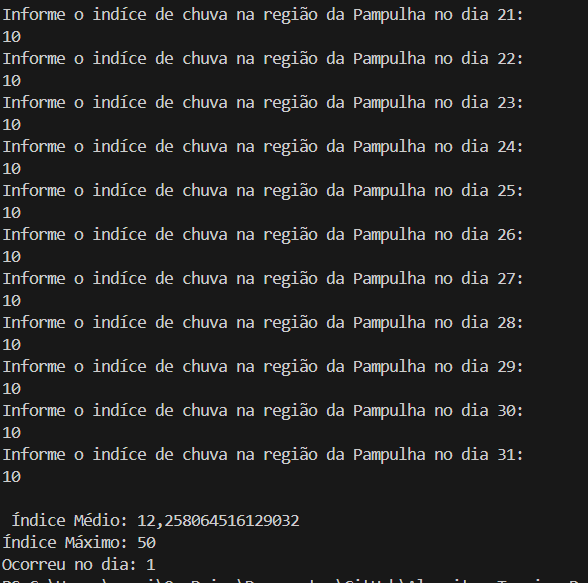 Informe o indíce de chuva na região da Pampulha no dia 21:
10
Informe o indíce de chuva na região da Pampulha no dia 22:
10
Informe o indíce de chuva na região da Pampulha no dia 23:
10
Informe o indíce de chuva na região da Pampulha no dia 24:
10
Informe o indíce de chuva na região da Pampulha no dia 25:
10
Informe o indíce de chuva na região da Pampulha no dia 26:
10
Informe o indíce de chuva na região da Pampulha no dia 27:
10
Informe o indíce de chuva na região da Pampulha no dia 28:
10
Informe o indíce de chuva na região da Pampulha no dia 29:
10
Informe o indíce de chuva na região da Pampulha no dia 30:
10
Informe o indíce de chuva na região da Pampulha no dia 31:
10
Índice Médio: 12,258064516129032
Índice Máximo: 50
Ocorreu no dia: 1